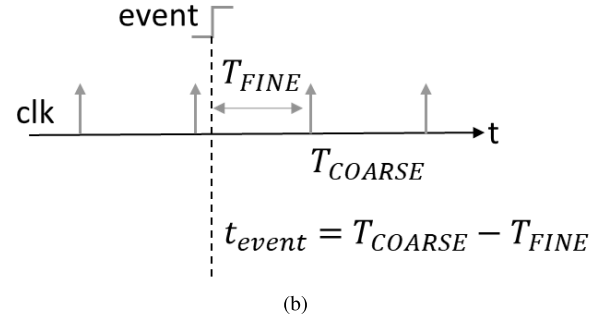 event
T_FINE
clk
t
T_COARSE
t_event = T_COARSE − T_FINE
(b)